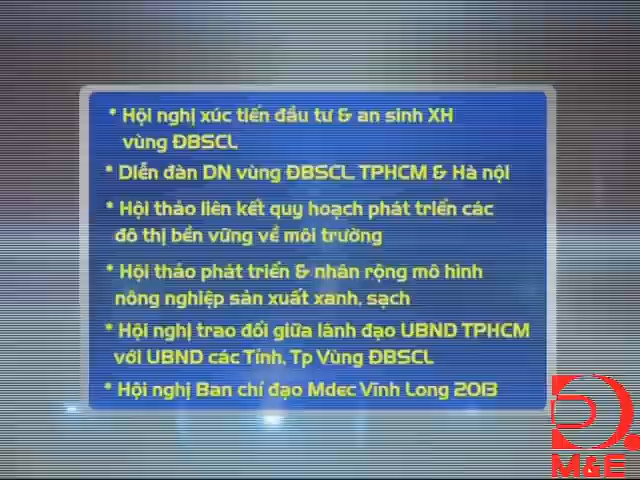 * Hội nghị xúc tiến đầu tư & an sinh XH
vùng ĐBSCL
* Diễn đàn DN vùng ĐBSCL, TPHCM & Hà nội
* Hội thảo liên kết quy hoạch phát triển các
đô thị bền vững về môi trường
* Hội thảo phát triển & nhân rộng mô hình
nông nghiệp sản xuất xanh, sạch
* Hội nghị trao đổi giữa lãnh đạo UBND TPHCM
với UBND các Tỉnh, Tp Vùng ĐBSCL
* Hội nghị Ban chỉ đạo Mdec Vĩnh Long 2013
M&E